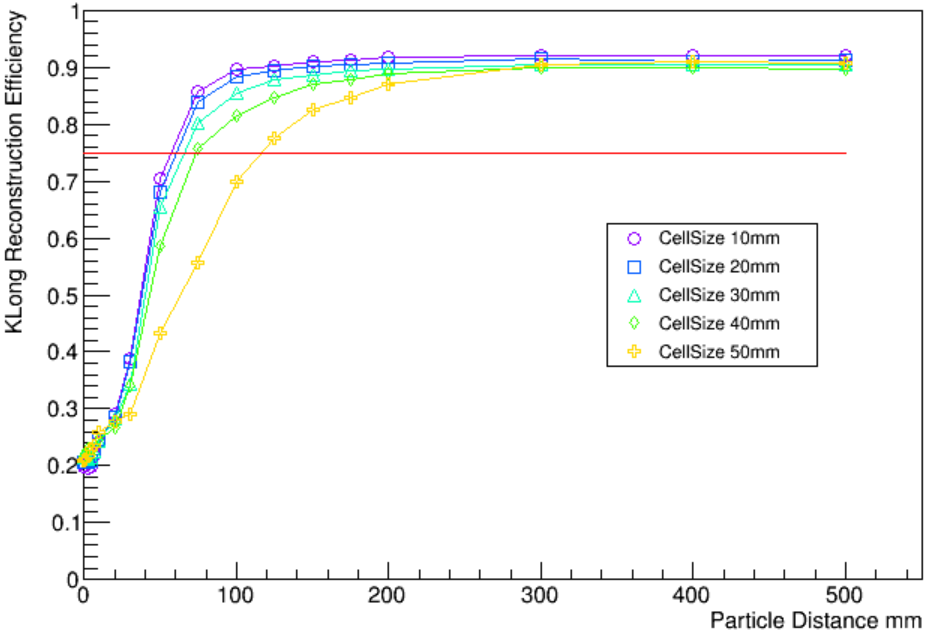 KLong Reconstruction Efficiency
1
0.9
0.8
0.7
0.6
0.5
0.4
0.3
0.2
0.1
0
CellSize 10mm
CellSize 20mm
CellSize 30mm
CellSize 40mm
CellSize 50mm
0 100 200 300 400 500
Particle Distance mm